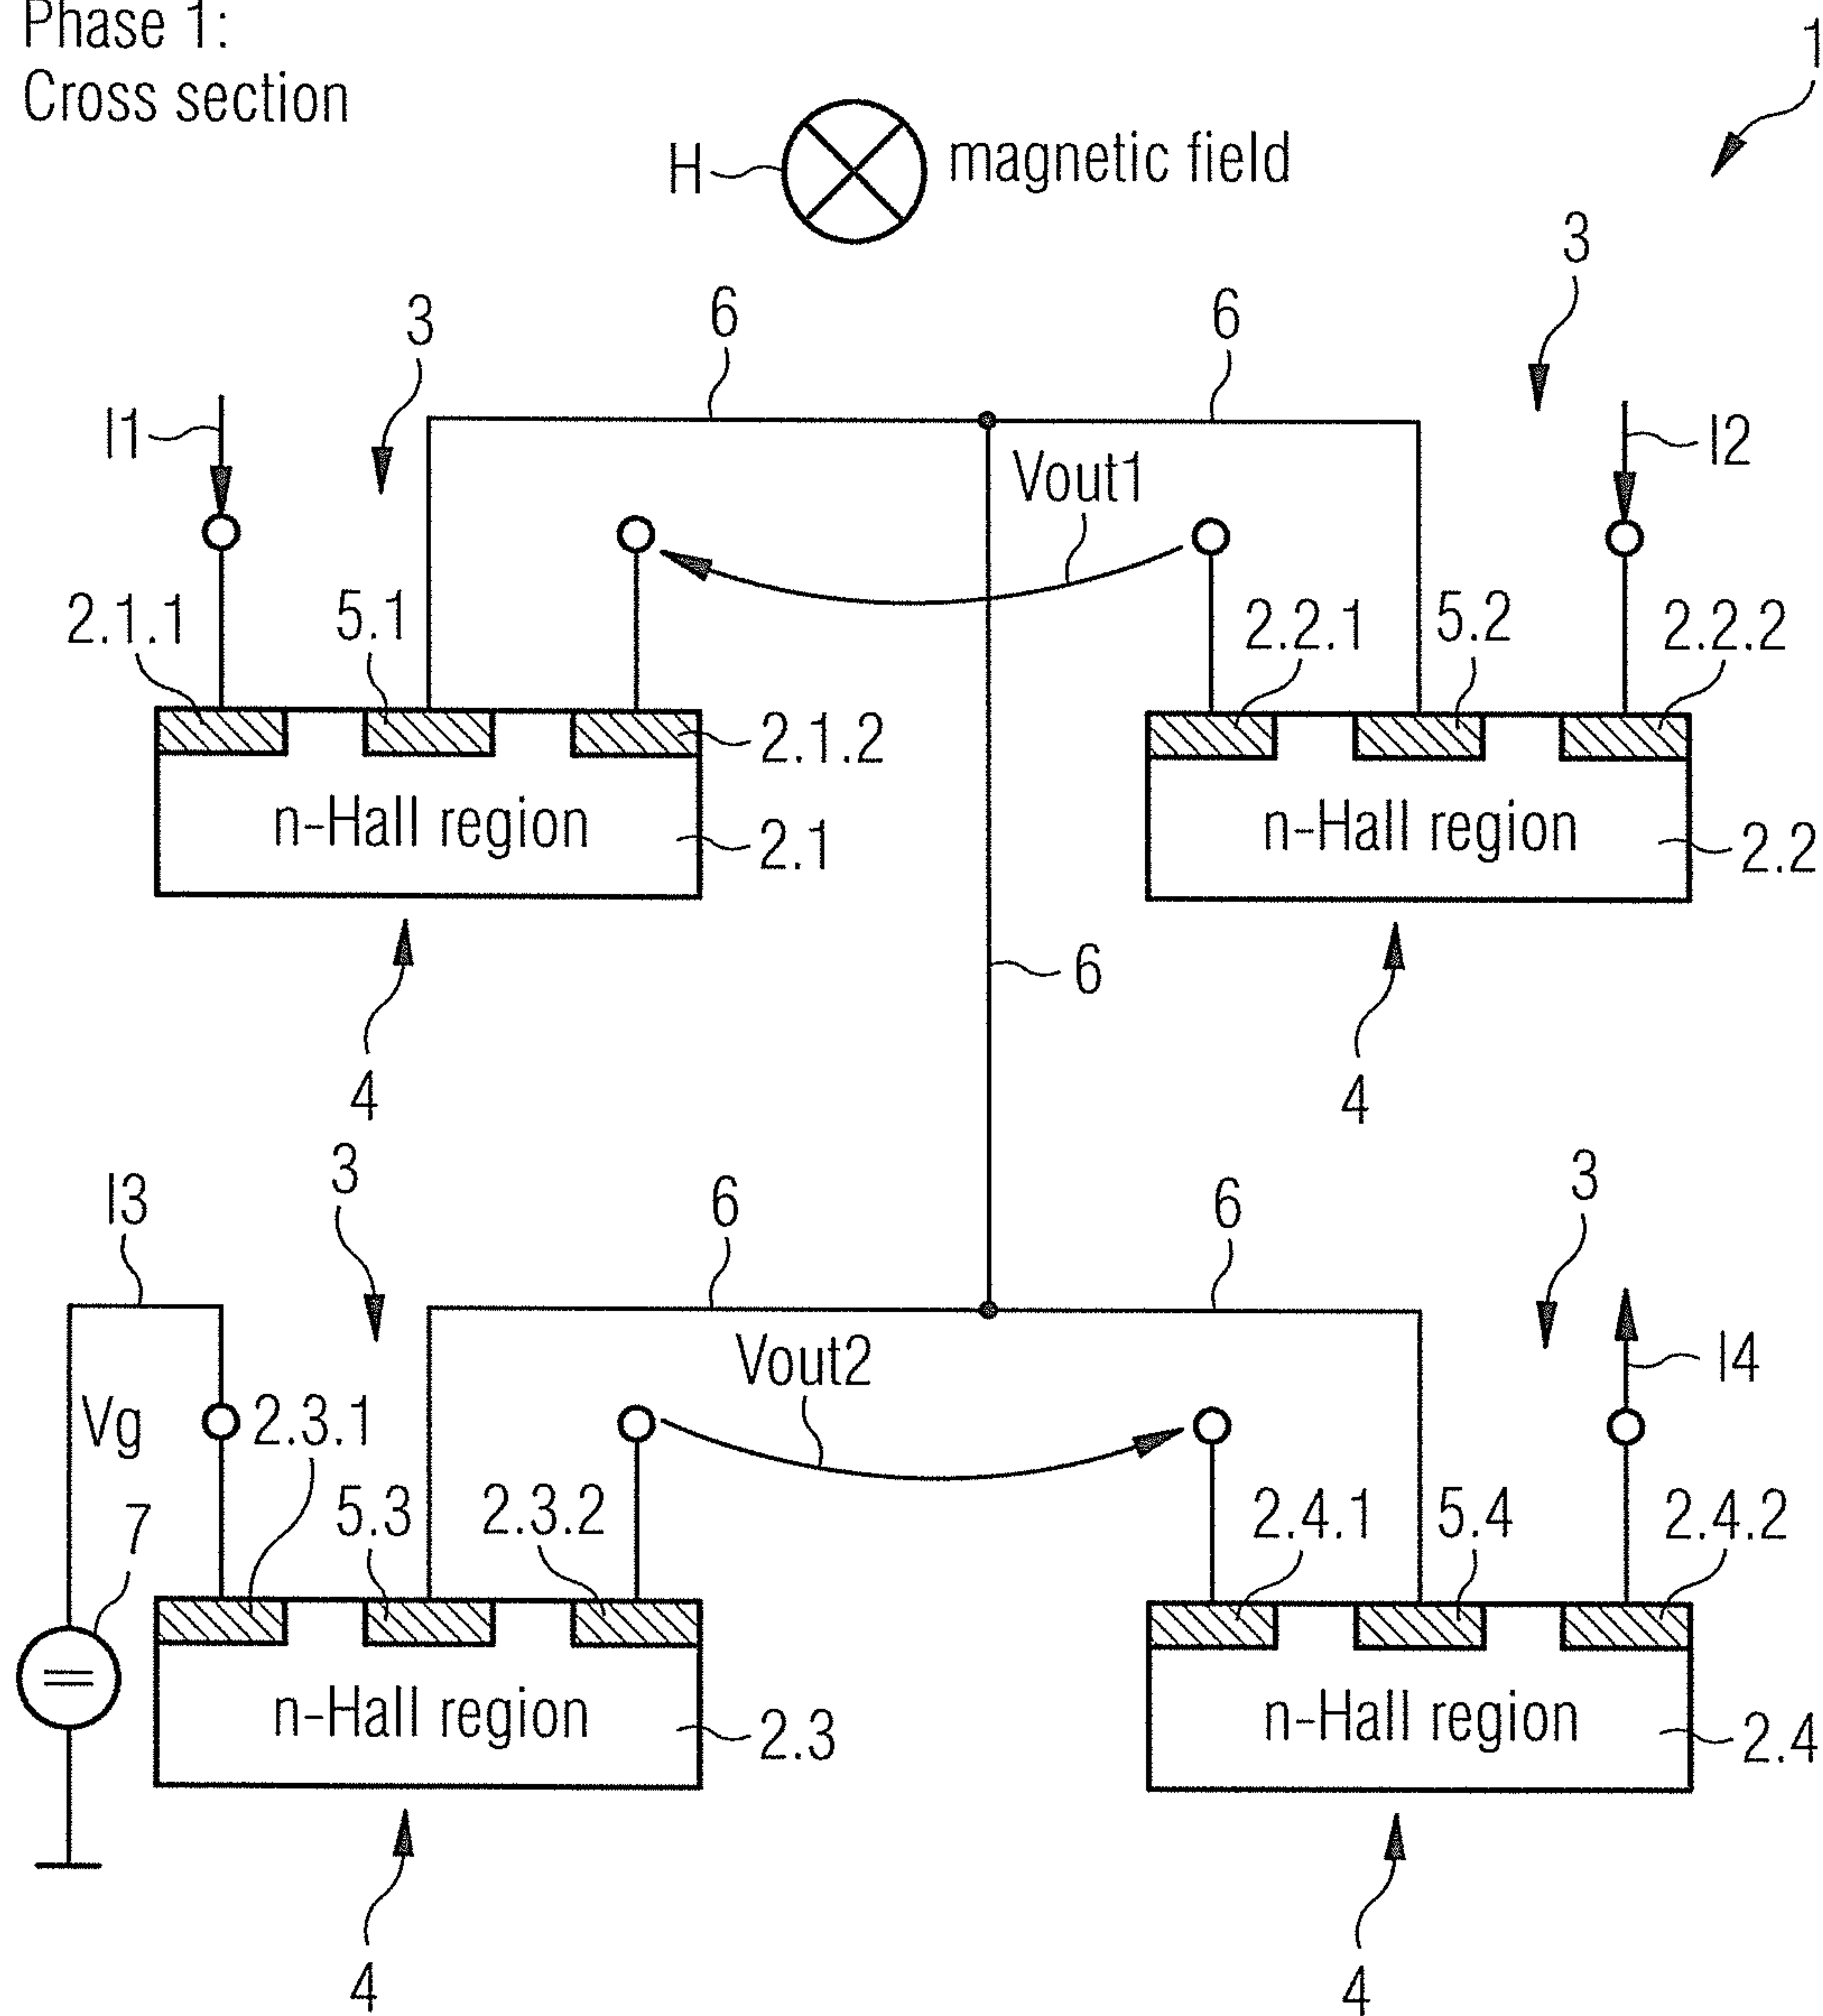 Phase 1:
Cross section
1
H
magnetic field
3
3
6
6
I1
I2
Vout1
2.1.1
5.1
2.2.1
5.2
2.2.2
2.1.2
n-Hall region
n-Hall region
2.1
2.2
6
4
4
3
3
I3
6
6
Vout2
I4
Vg
2.3.1
7
5.3
2.3.2
2.4.1
5.4
2.4.2
n-Hall region
n-Hall region
2.3
2.4
4
4